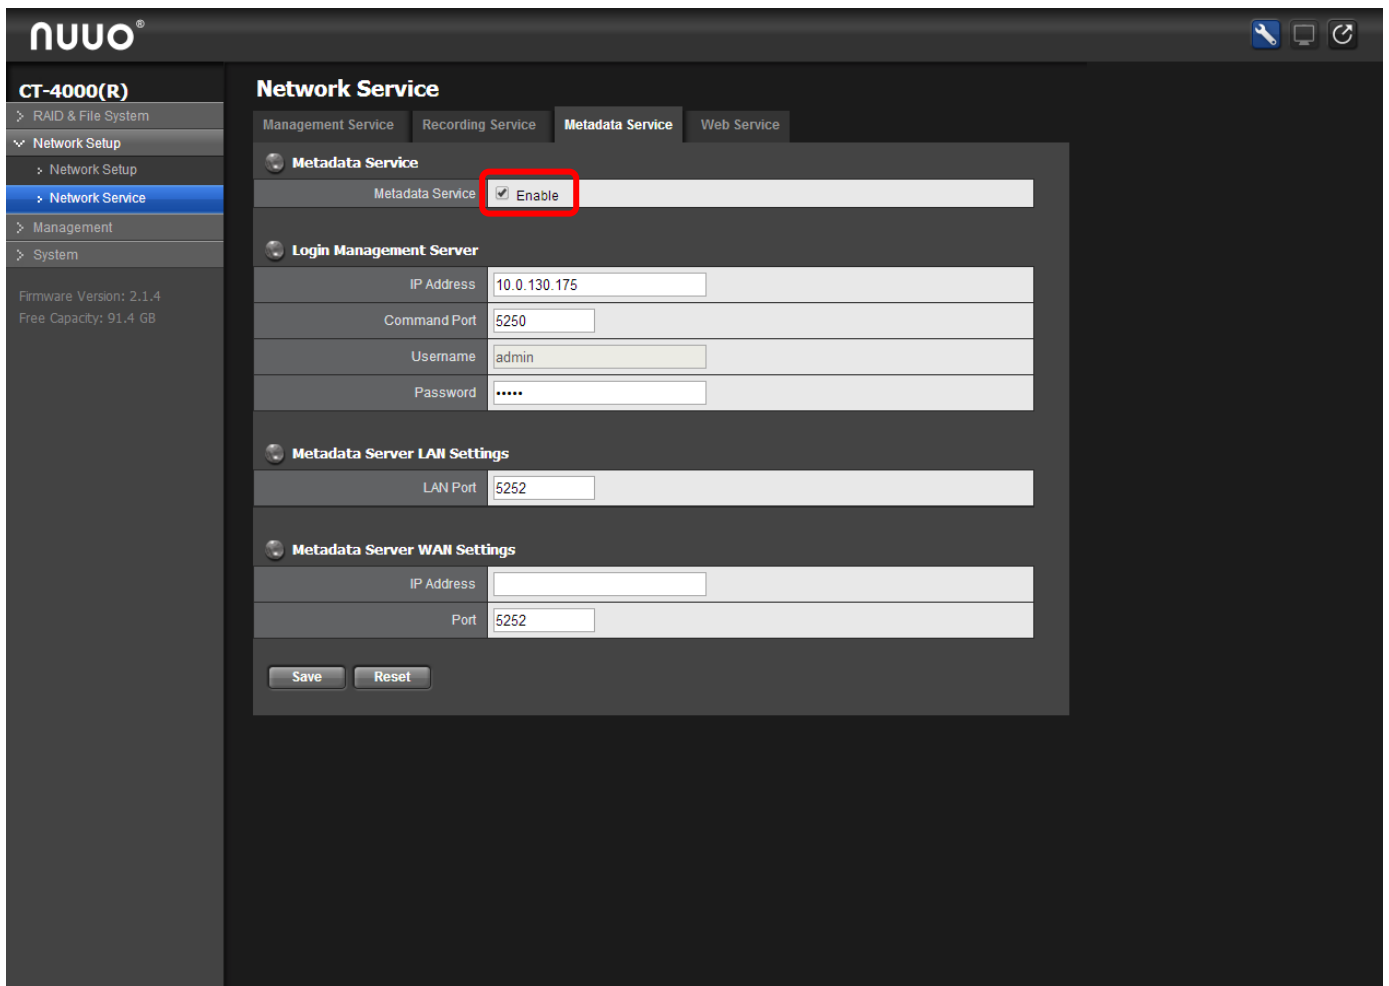 nuuo®
CT-4000(R)
RAID & File System
Network Setup
Network Setup
Network Service
Management
System
Firmware Version: 2.1.4
Free Capacity: 91.4 GB
Network Service
Management Service Recording Service Metadata Service Web Service
Metadata Service
Metadata Service Enable
Login Management Server
IP Address 10.0.130.175
Command Port 5250
Username admin
Password •••••
Metadata Server LAN Settings
LAN Port 5252
Metadata Server WAN Settings
IP Address
Port 5252
Save Reset